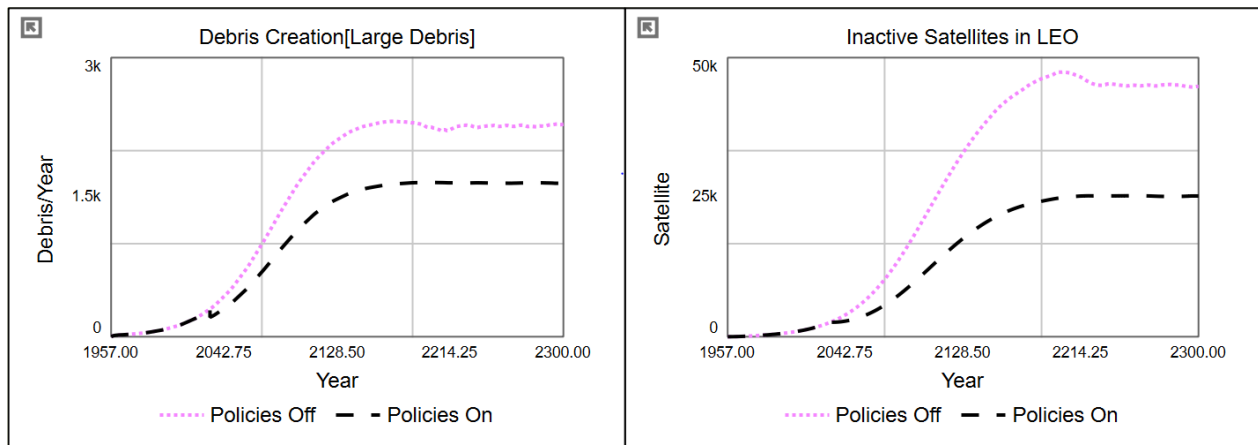 Debris Creation[Large Debris]
3k
1.5k
0
Debris/Year
1957.00 2042.75 2128.50 2214.25 2300.00
Year
Policies Off Policies On
Inactive Satellites in LEO
50k
25k
0
Satellite
1957.00 2042.75 2128.50 2214.25 2300.00
Year
Policies Off Policies On